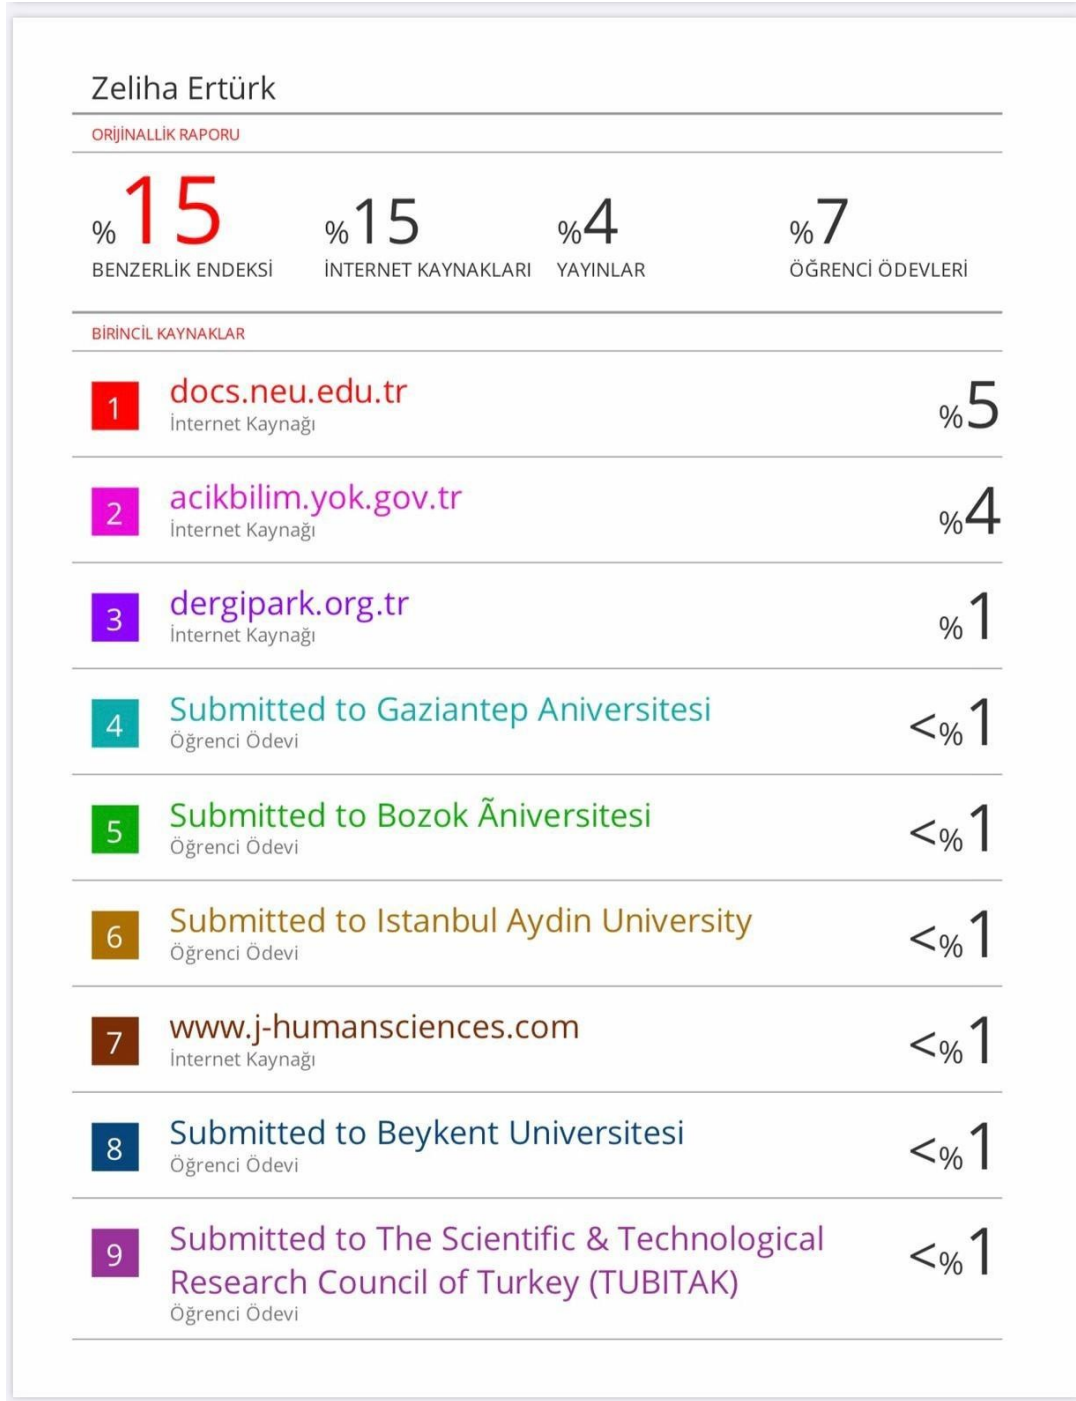 Zeliha Ertürk
ORİJİNALLİK RAPORU
%15
BENZERLİK ENDEKSİ
%15
İNTERNET KAYNAKLARI
%4
YAYINLAR
%7
ÖĞRENCİ ÖDEVLERİ
BİRİNCİL KAYNAKLAR
1
docs.neu.edu.tr
İnternet Kaynağı
%5
2
acikbilim.yok.gov.tr
İnternet Kaynağı
%4
3
dergipark.org.tr
İnternet Kaynağı
%1
4
Submitted to Gaziantep Aniversitesi
Öğrenci Ödevi
<%1
5
Submitted to Bozok Ãniversitesi
Öğrenci Ödevi
<%1
6
Submitted to Istanbul Aydin University
Öğrenci Ödevi
<%1
7
www.j-humansciences.com
İnternet Kaynağı
<%1
8
Submitted to Beykent Universitesi
Öğrenci Ödevi
<%1
9
Submitted to The Scientific & Technological
Research Council of Turkey (TUBITAK)
Öğrenci Ödevi
<%1